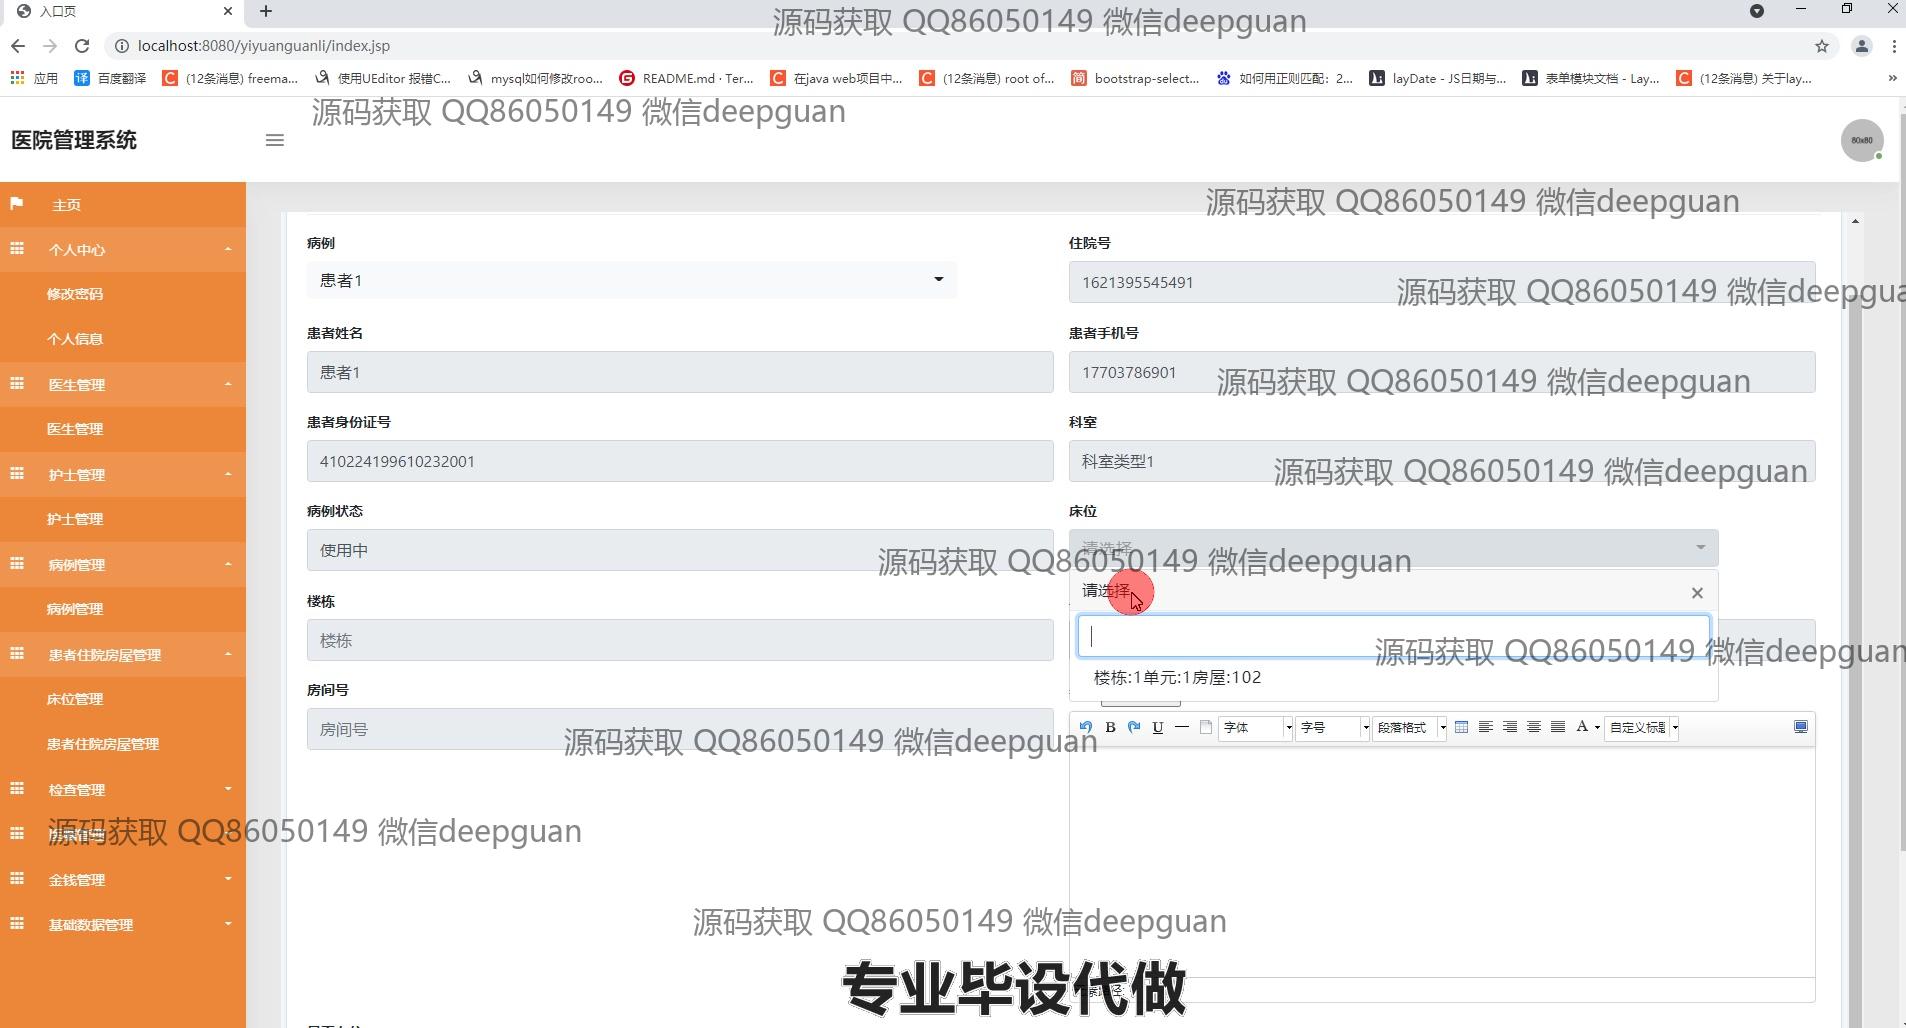 入口页
源码获取 QQ86050149 微信deepguan
localhost:8080/yiyuanguanli/index.jsp
应用
百度翻译
(12条消息) freema...
使用UEditor 报错C...
mysql如何修改roo...
README.md · Ter...
在java web项目中...
(12条消息) root of...
bootstrap-select...
如何用正则匹配：2...
layDate - JS日期与...
表单模块文档 - Lay...
(12条消息) 关于lay...
源码获取 QQ86050149 微信deepguan
医院管理系统
80x80
主页
个人中心
修改密码
个人信息
医生管理
医生管理
护士管理
护士管理
病例管理
病例管理
患者住院房屋管理
床位管理
患者住院房屋管理
检查管理
金钱管理
基础数据管理
源码获取 QQ86050149 微信deepguan
病例
患者1
住院号
1621395545491
源码获取 QQ86050149 微信deepgua
患者姓名
患者1
患者手机号
17703786901
源码获取 QQ86050149 微信deepguan
患者身份证号
410224199610232001
科室
科室类型1
源码获取 QQ86050149 微信deepguan
病例状态
使用中
床位
请选择
源码获取 QQ86050149 微信deepguan
请选择
楼栋
楼栋
源码获取 QQ86050149 微信deepguan
楼栋:1单元:1房屋:102
房间号
房间号
字体
字号
段落格式
自定义标题
源码获取 QQ86050149 微信deepguan
源码获取 QQ86050149 微信deepguan
源码获取 QQ86050149 微信deepguan
专业毕设代做